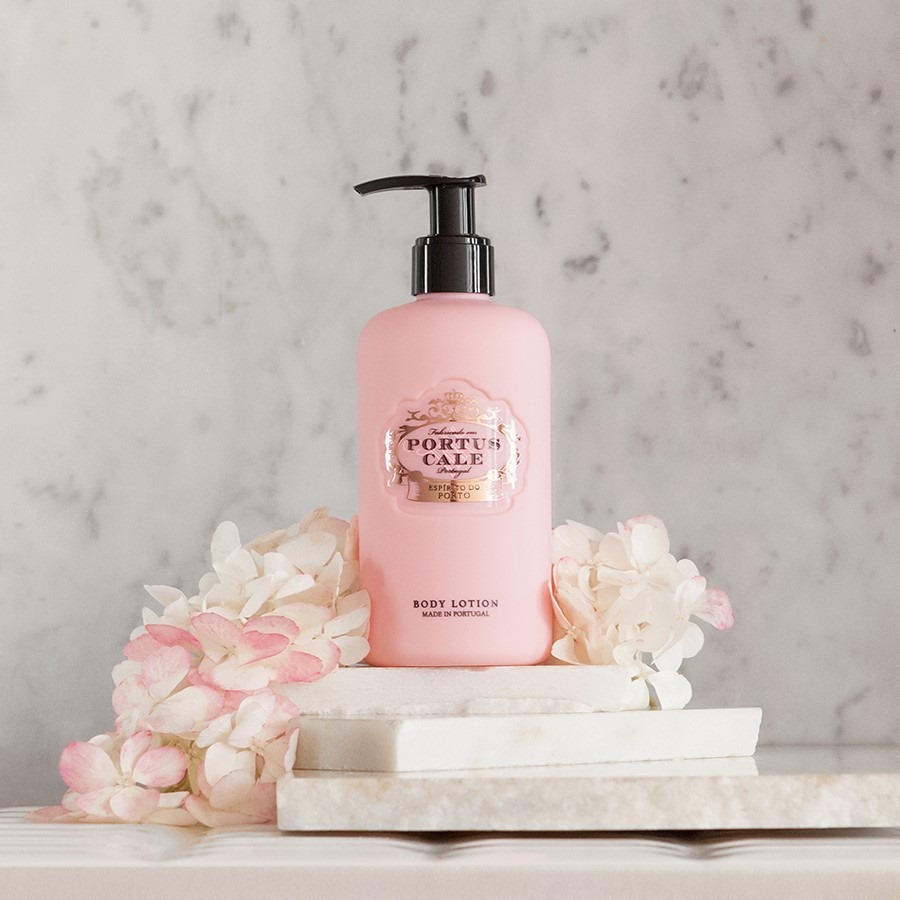 Fabricado em
PORTUS
CALE
Portugal
ESPÍRITO DO
PORTO
BODY LOTION
MADE IN PORTUGAL